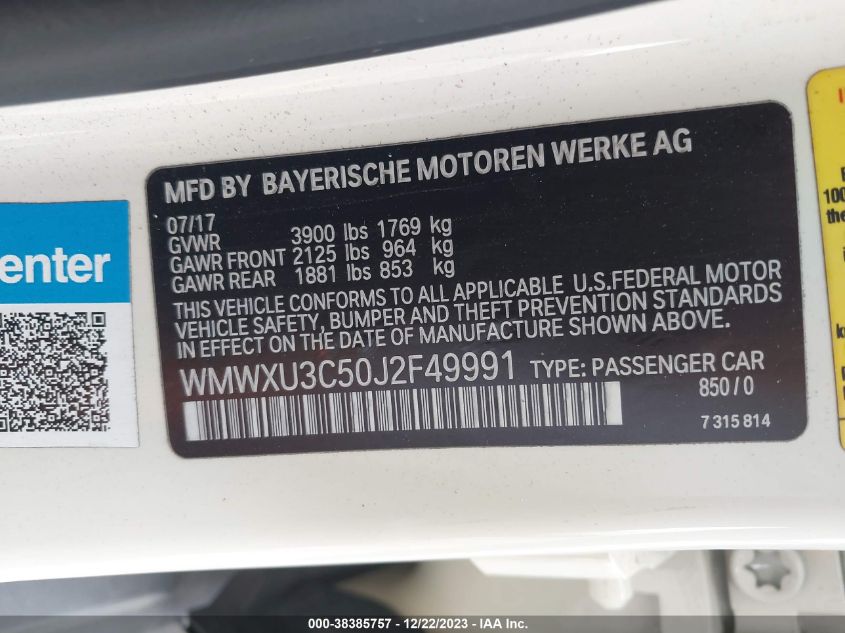 MFD BY BAYERISCHE MOTOREN WERKE AG
07/17
GVWR 3900 lbs 1769 kg
GAWR FRONT 2125 lbs 964 kg
GAWR REAR 1881 lbs 853 kg
THIS VEHICLE CONFORMS TO ALL APPLICABLE U.S.FEDERAL MOTOR
VEHICLE SAFETY, BUMPER AND THEFT PREVENTION STANDARDS
IN EFFECT ON THE DATE OF MANUFACTURE SHOWN ABOVE.
WMWXU3C50J2F49991 TYPE: PASSENGER CAR
850/0
7 315 814
enter
100
the
000-38385757 - 12/22/2023 - IAA Inc.